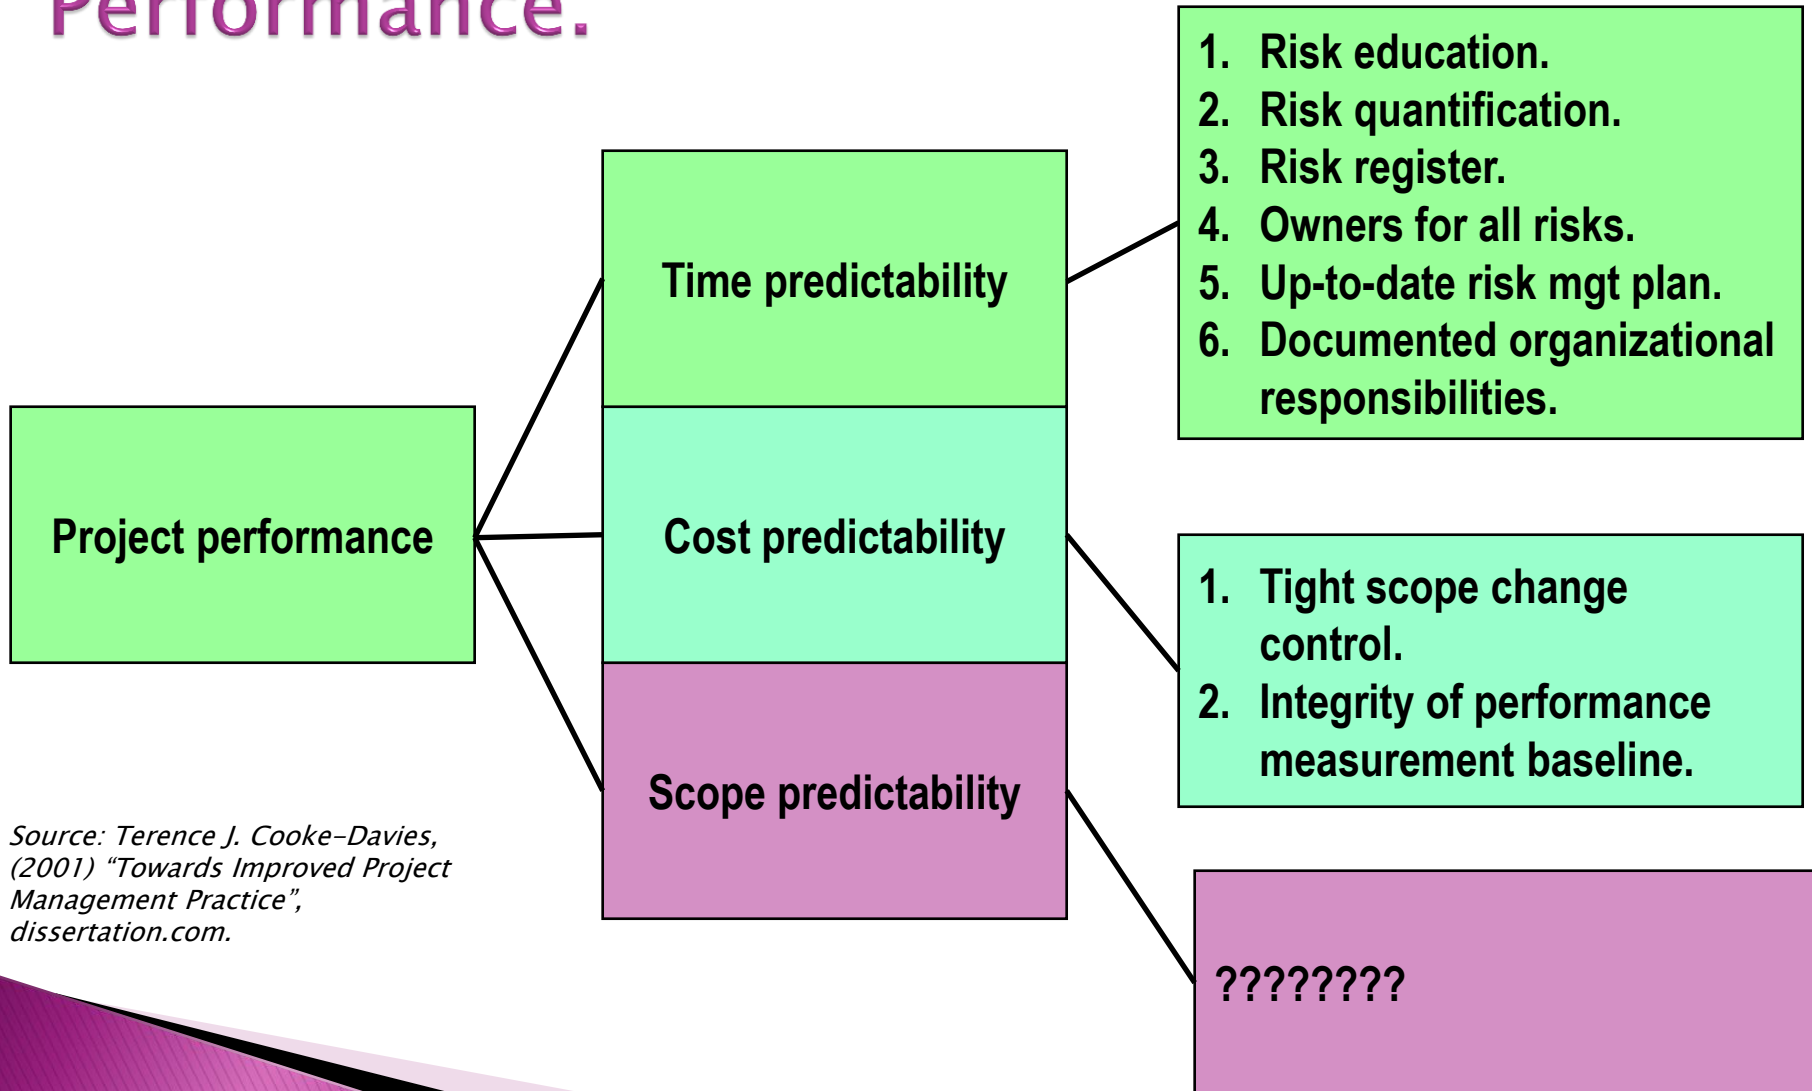 Performance.
1. Risk education.
2. Risk quantification.
3. Risk register.
4. Owners for all risks.
5. Up-to-date risk mgt plan.
6. Documented organizational
responsibilities.
Time predictability
Project performance
Cost predictability
1. Tight scope change
control.
2. Integrity of performance
measurement baseline.
Scope predictability
Source: Terence J. Cooke-Davies,
(2001) “Towards Improved Project
Management Practice”,
dissertation.com.
????????